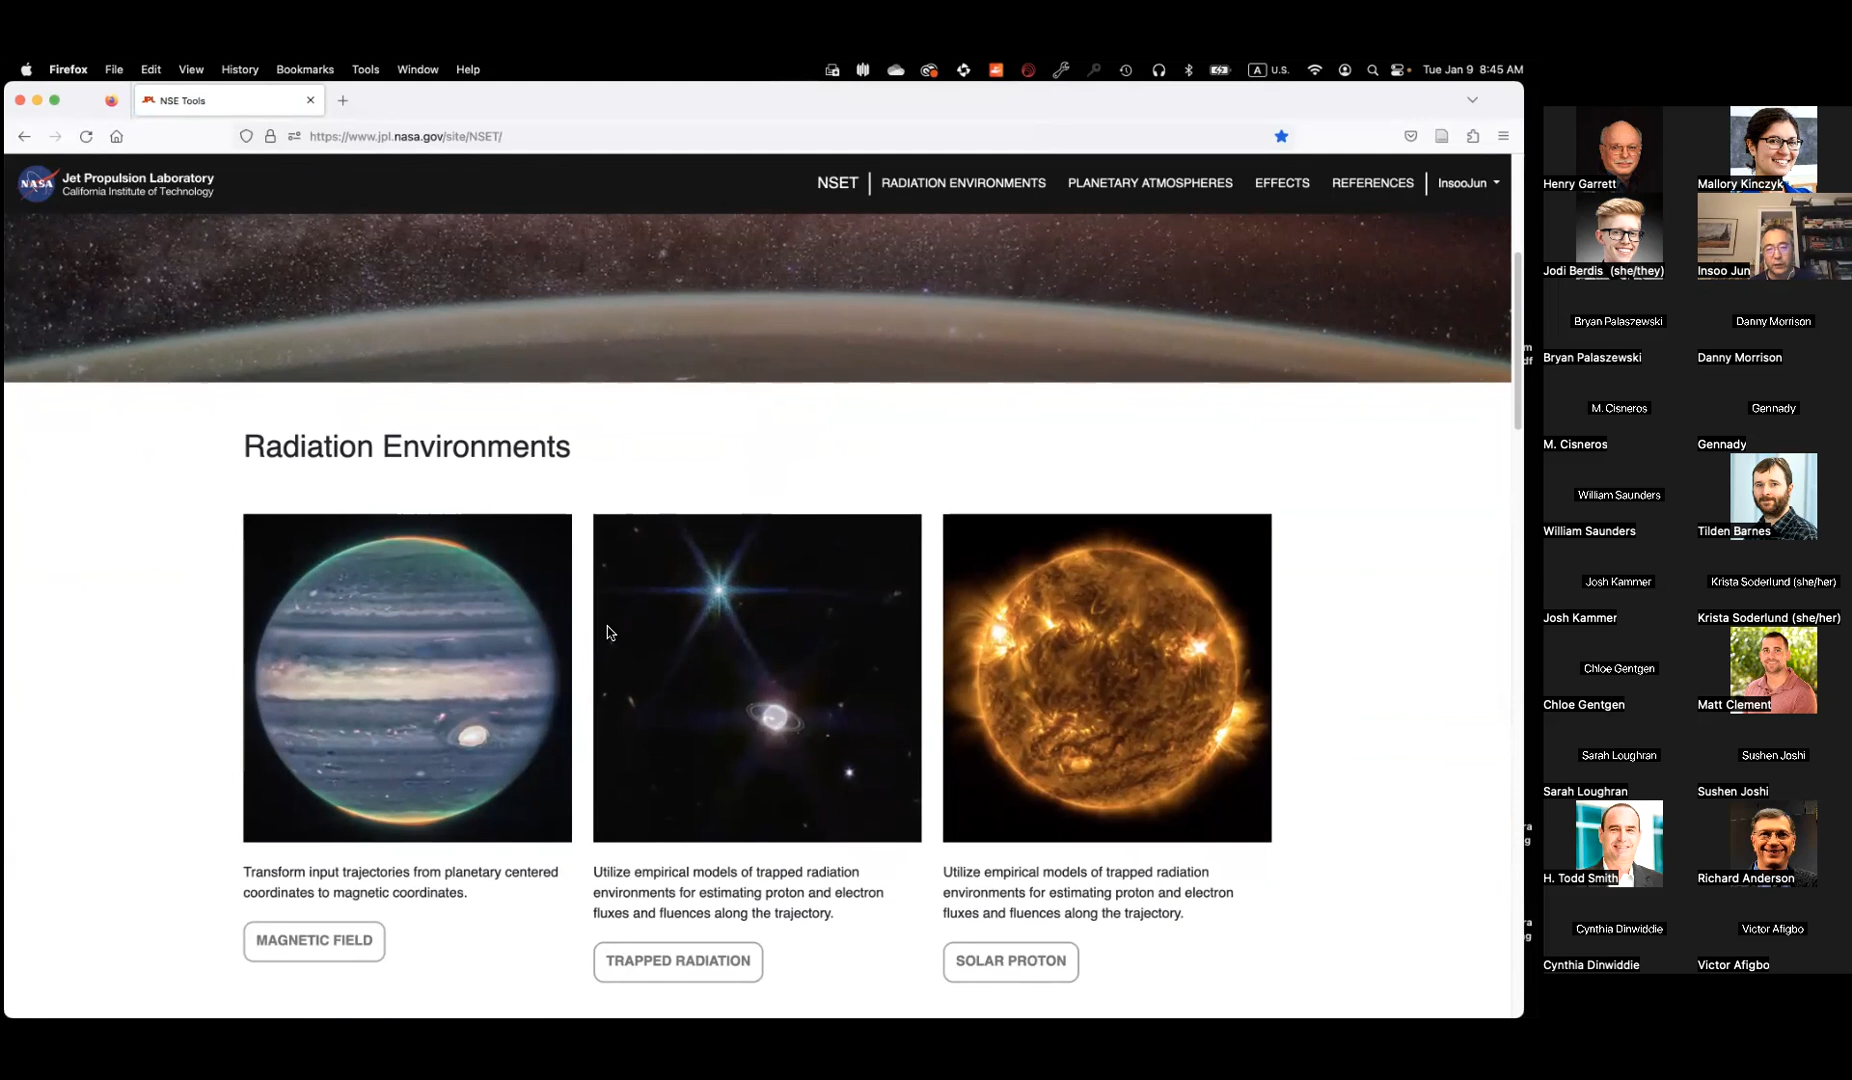 Firefox File Edit View History Bookmarks Tools Window Help
A U.S. Tue Jan 9 8:45 AM
JPL NSE Tools
https://www.jpl.nasa.gov/site/NSET/
NASA
Jet Propulsion Laboratory
California Institute of Technology
NSET RADIATION ENVIRONMENTS PLANETARY ATMOSPHERES EFFECTS REFERENCES InsooJun
Radiation Environments
Transform input trajectories from planetary centered
coordinates to magnetic coordinates.
MAGNETIC FIELD
Utilize empirical models of trapped radiation
environments for estimating proton and electron
fluxes and fluences along the trajectory.
TRAPPED RADIATION
Utilize empirical models of trapped radiation
environments for estimating proton and electron
fluxes and fluences along the trajectory.
SOLAR PROTON
m
df
ra
g
ra
ng
Henry Garrett
Mallory Kinczyk
Jodi Berdis (she/they)
Insoo Jun
Bryan Palaszewski
Bryan Palaszewski
Danny Morrison
Danny Morrison
M. Cisneros
M. Cisneros
Gennady
Gennady
William Saunders
William Saunders
Tilden Barnes
Josh Kammer
Josh Kammer
Krista Soderlund (she/her)
Krista Soderlund (she/her)
Chloe Gentgen
Chloe Gentgen
Matt Clement
Sarah Loughran
Sarah Loughran
Sushen Joshi
Sushen Joshi
H. Todd Smith
Richard Anderson
Cynthia Dinwiddie
Cynthia Dinwiddie
Victor Afigbo
Victor Afigbo